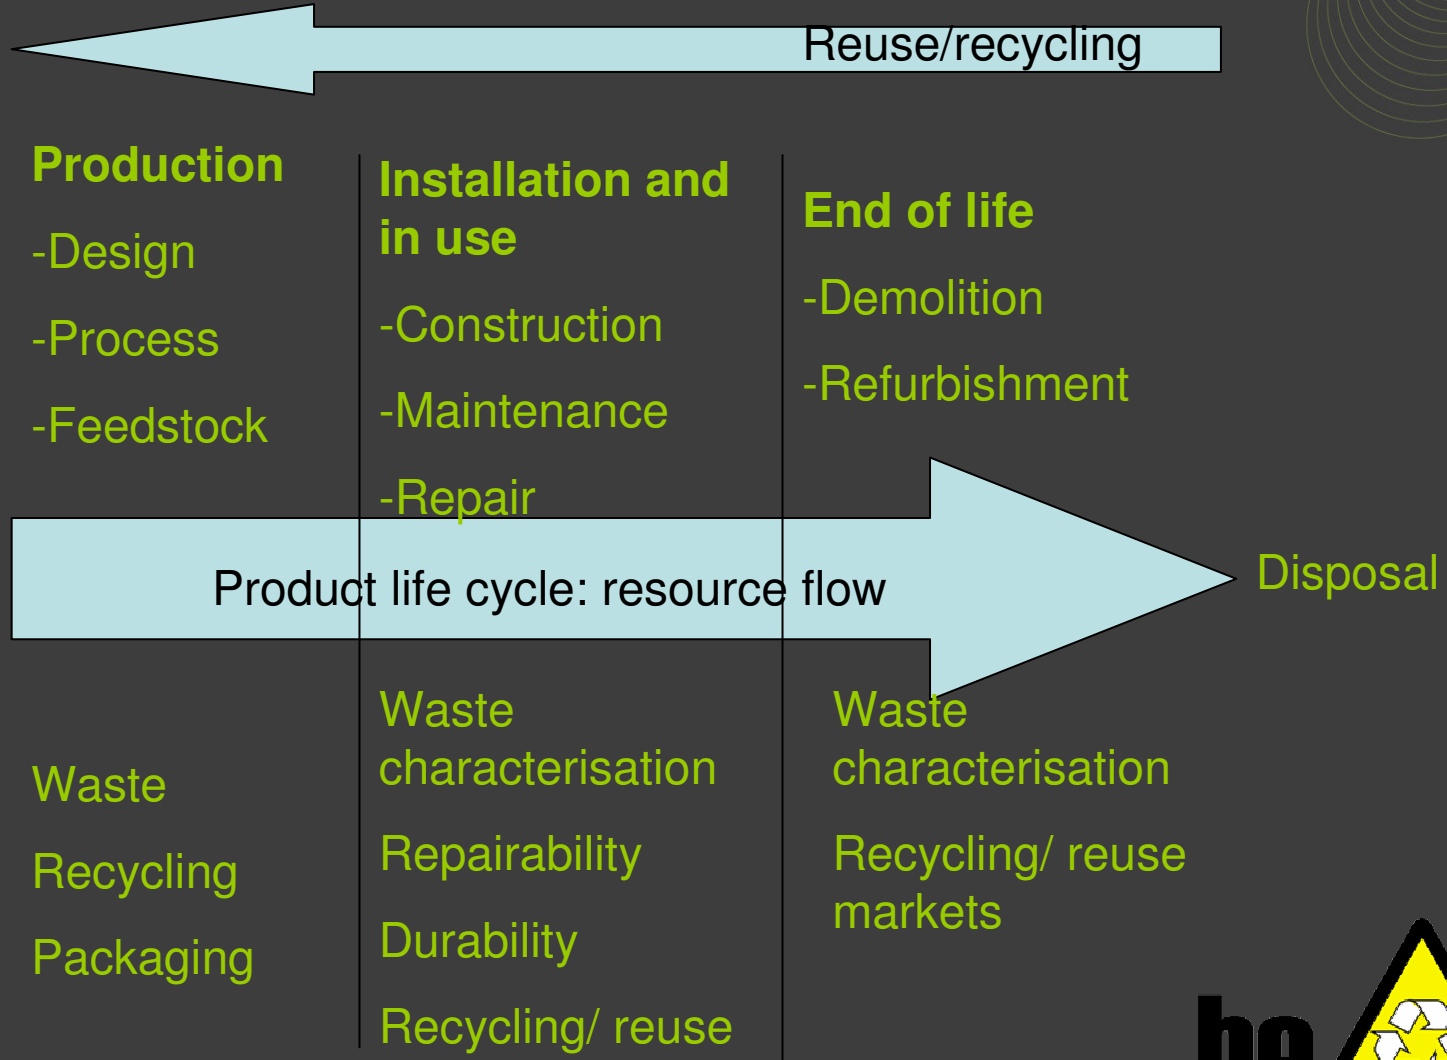 Reuse/recycling
Production
-Design
-Process
-Feedstock
Installation and
in use
-Construction
-Maintenance
-Repair
End of life
-Demolition
-Refurbishment
Product life cycle: resource flow
Disposal
Waste
Recycling
Packaging
Waste
characterisation
Repairability
Durability
Recycling/ reuse
Waste
characterisation
Recycling/ reuse
markets